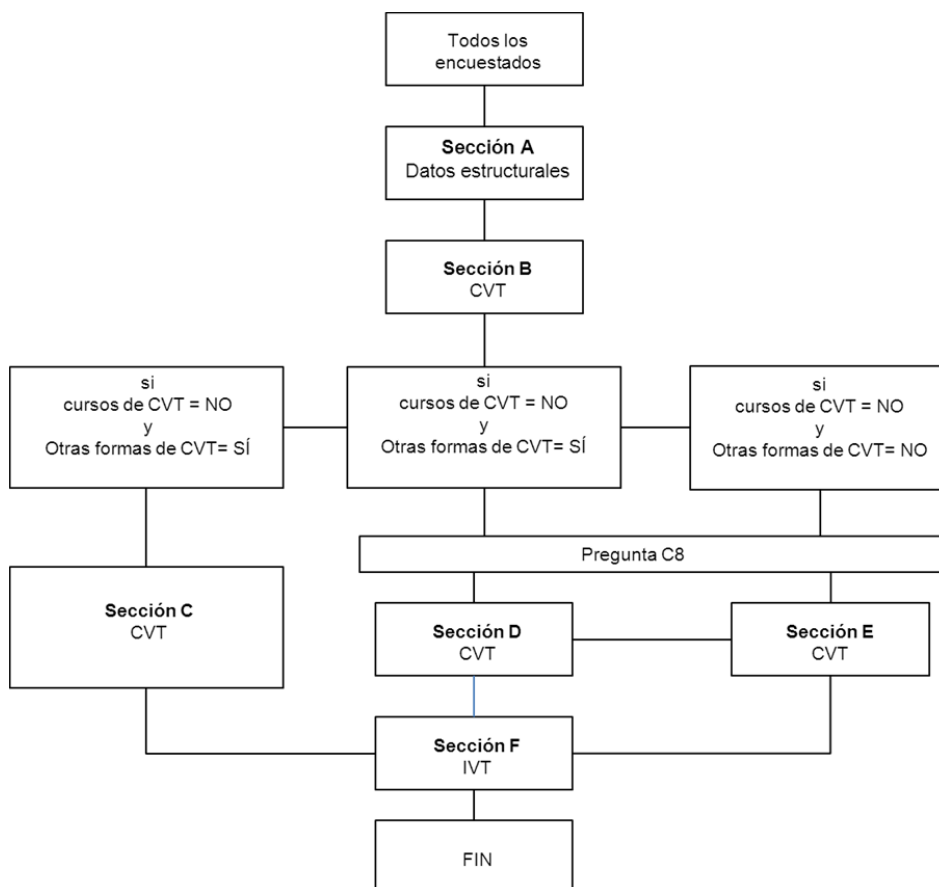 Todos los
encuestados
Sección A
Datos estructurales
Sección B
CVT
si
cursos de CVT = NO
y
Otras formas de CVT= SÍ
si
cursos de CVT = NO
y
Otras formas de CVT= SÍ
si
cursos de CVT = NO
y
Otras formas de CVT= NO
Pregunta C8
Sección C
CVT
Sección D
CVT
Sección E
CVT
Sección F
IVT
FIN